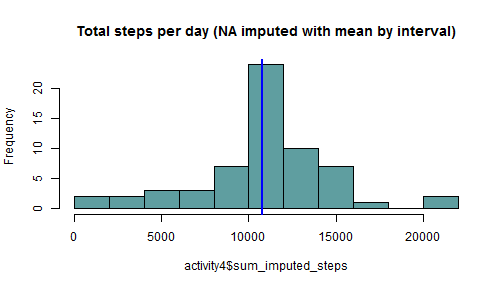 Total steps per day (NA imputed with mean by interval)
Frequency
20
15
10
5
0
0 5000 10000 15000 20000
activity4$sum_imputed_steps